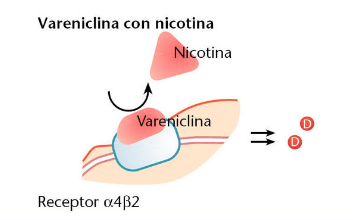 Vareniclina con nicotina
Nicotina
Vareniclina
D
D
Receptor α4β2